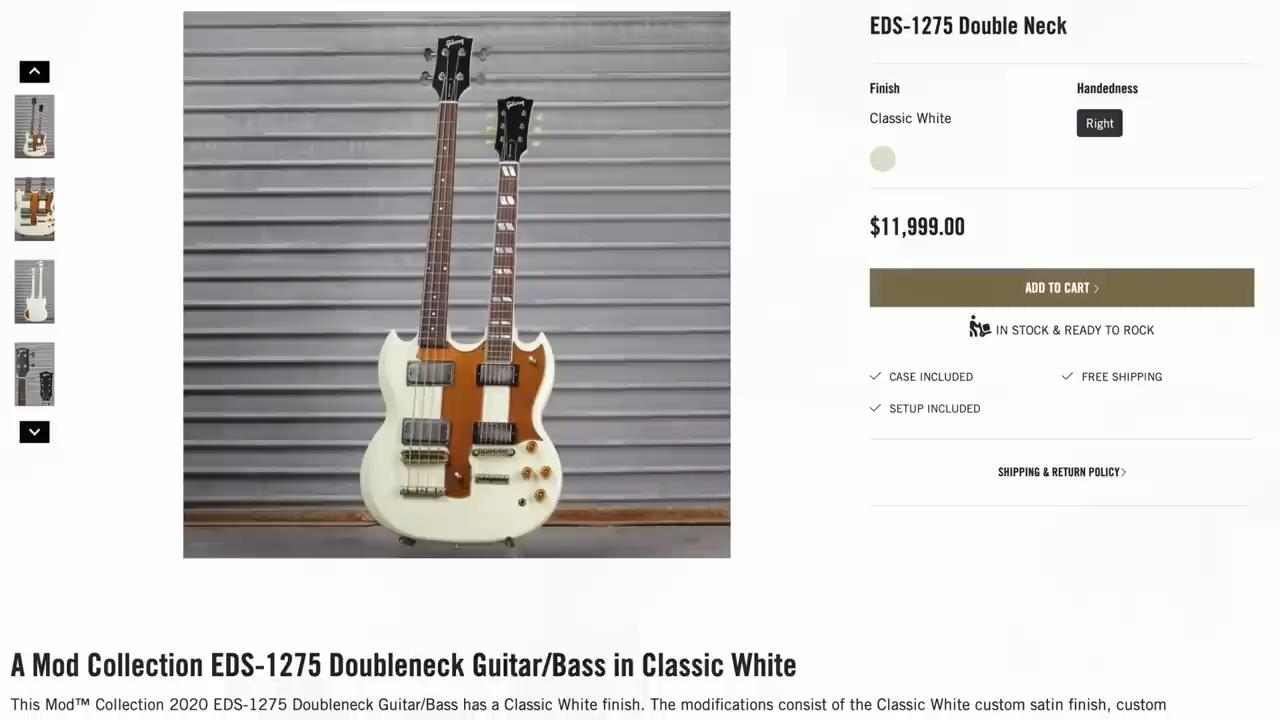 EDS-1275 Double Neck
Finish
Handedness
Classic White
Right
$11,999.00
ADD TO CART
IN STOCK & READY TO ROCK
CASE INCLUDED
FREE SHIPPING
SETUP INCLUDED
SHIPPING & RETURN POLICY
Gibson
Gibson
A Mod Collection EDS-1275 Doubleneck Guitar/Bass in Classic White
This Mod™ Collection 2020 EDS-1275 Doubleneck Guitar/Bass has a Classic White finish. The modifications consist of the Classic White custom satin finish, custom